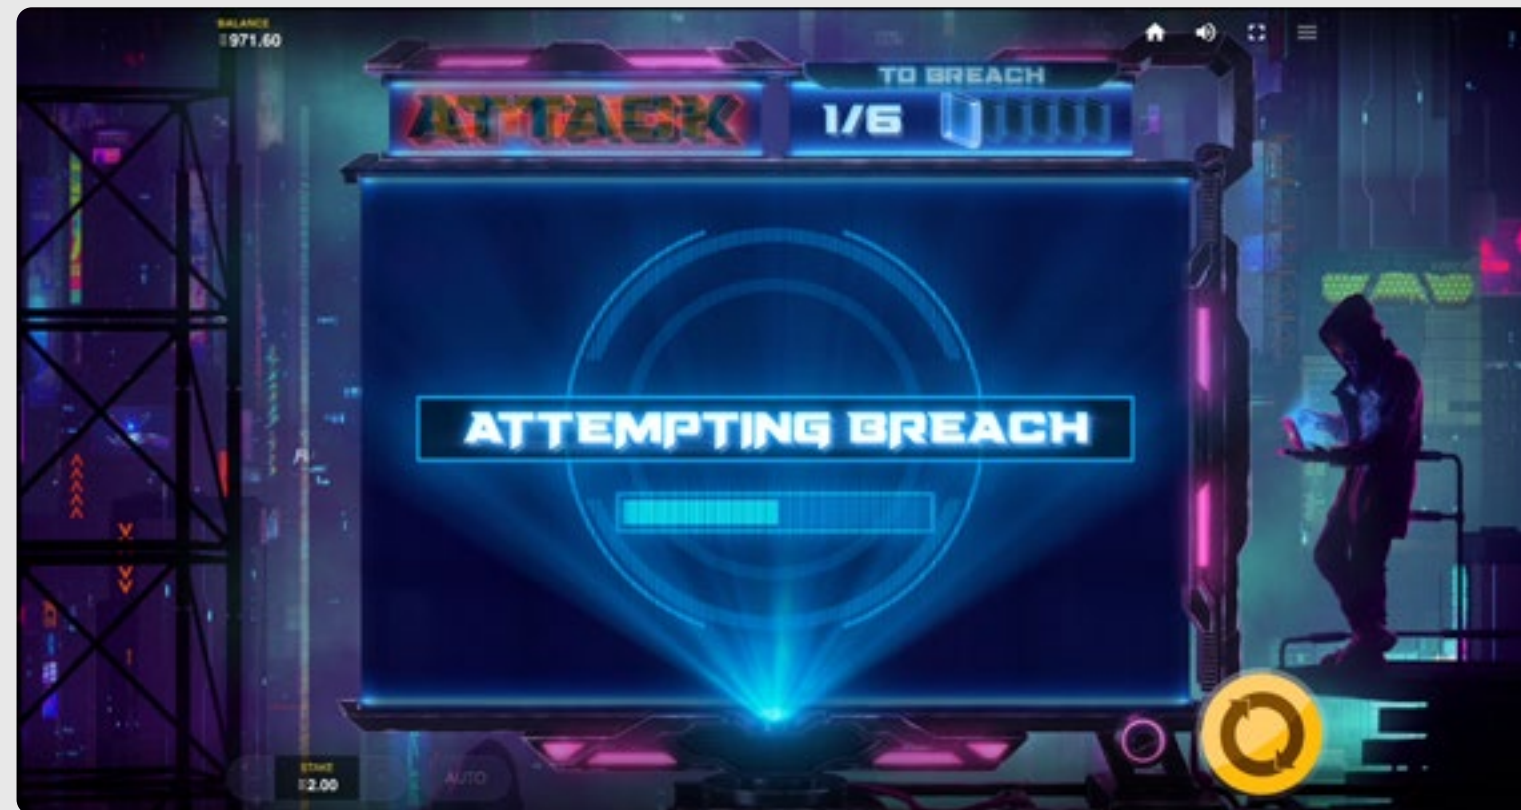 BALANCE
971.60
TO BREACH
ATTACK
1/6
ATTEMPTING BREACH
STAKE
2.00
AUTO